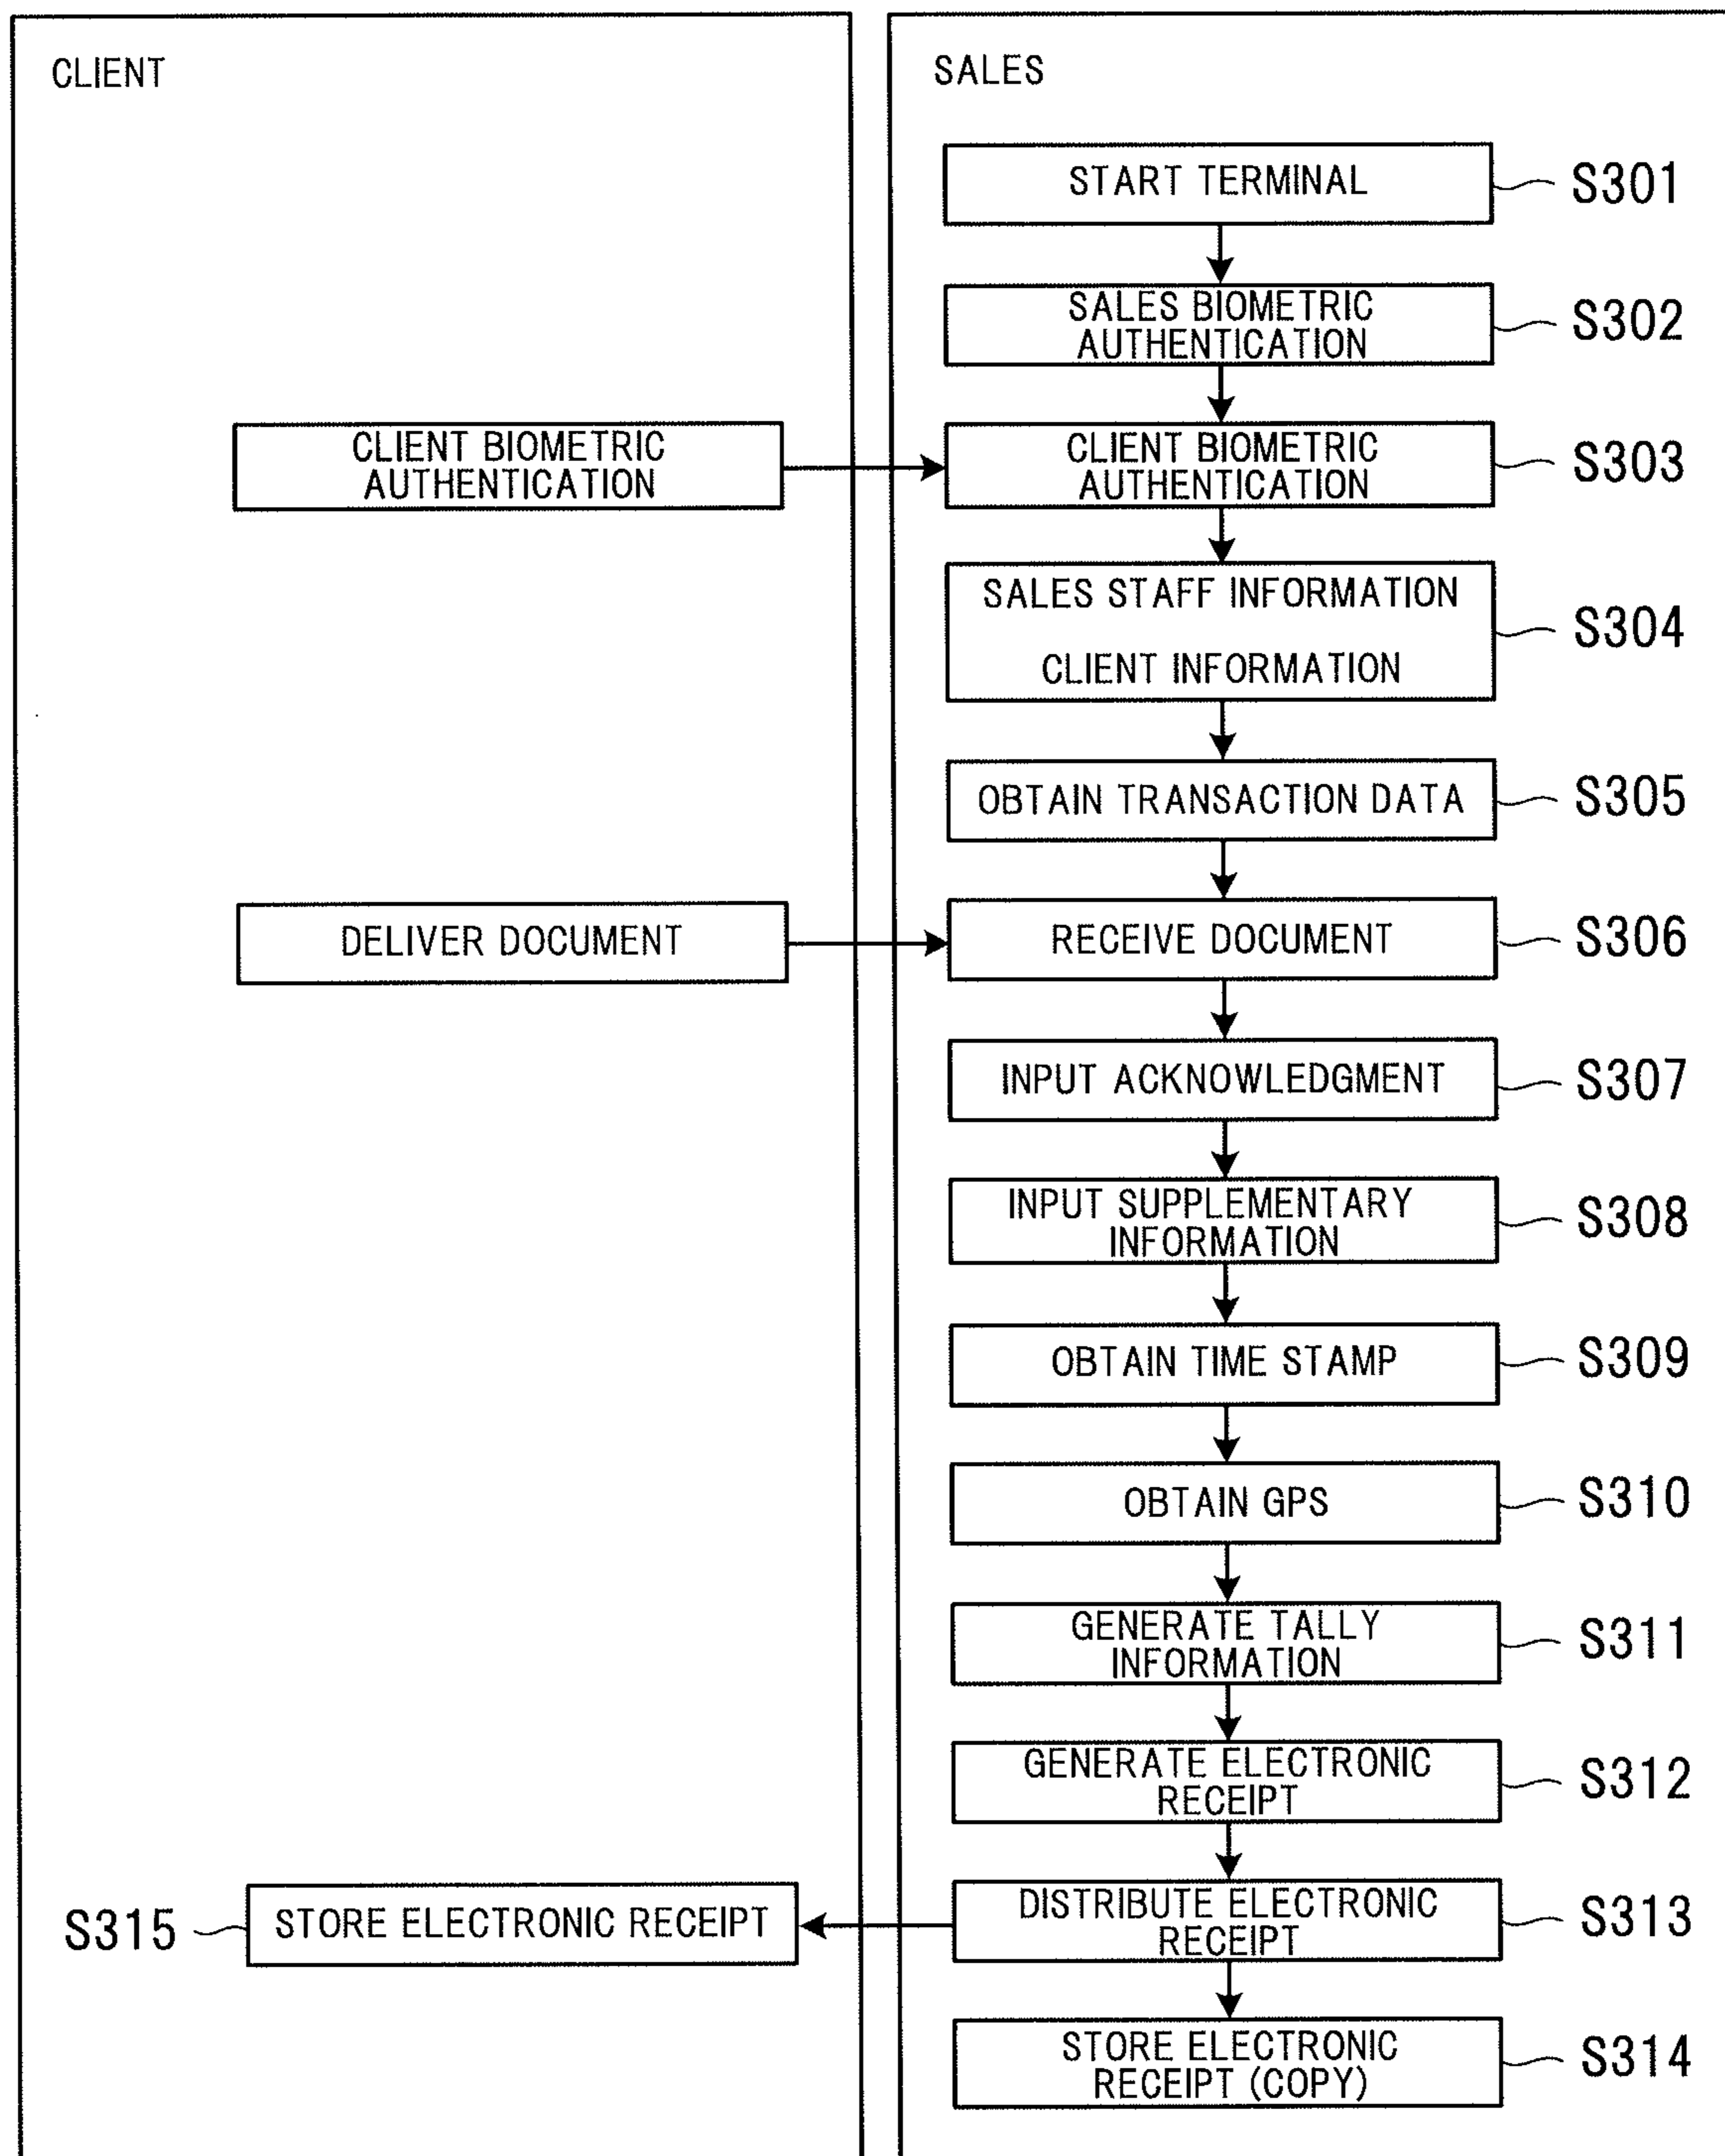 CLIENT
SALES
START TERMINAL
S301
SALES BIOMETRIC
AUTHENTICATION
S302
CLIENT BIOMETRIC
AUTHENTICATION
CLIENT BIOMETRIC
AUTHENTICATION
S303
SALES STAFF INFORMATION
CLIENT INFORMATION
S304
OBTAIN TRANSACTION DATA
S305
DELIVER DOCUMENT
RECEIVE DOCUMENT
S306
INPUT ACKNOWLEDGMENT
S307
INPUT SUPPLEMENTARY
INFORMATION
S308
OBTAIN TIME STAMP
S309
OBTAIN GPS
S310
GENERATE TALLY
INFORMATION
S311
GENERATE ELECTRONIC
RECEIPT
S312
S315
STORE ELECTRONIC RECEIPT
DISTRIBUTE ELECTRONIC
RECEIPT
S313
STORE ELECTRONIC
RECEIPT (COPY)
S314